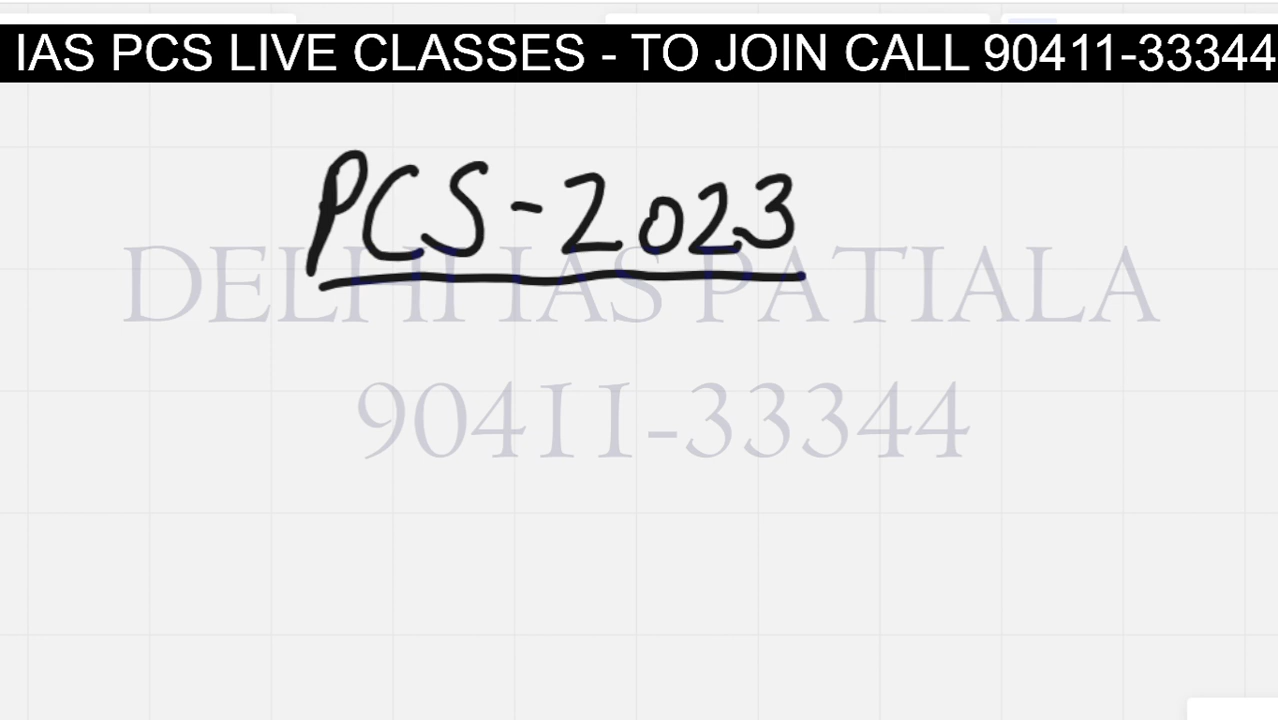 IAS PCS LIVE CLASSES - TO JOIN CALL 90411-33344
PCS-2023
DELHI IAS PATIALA
90411-33344